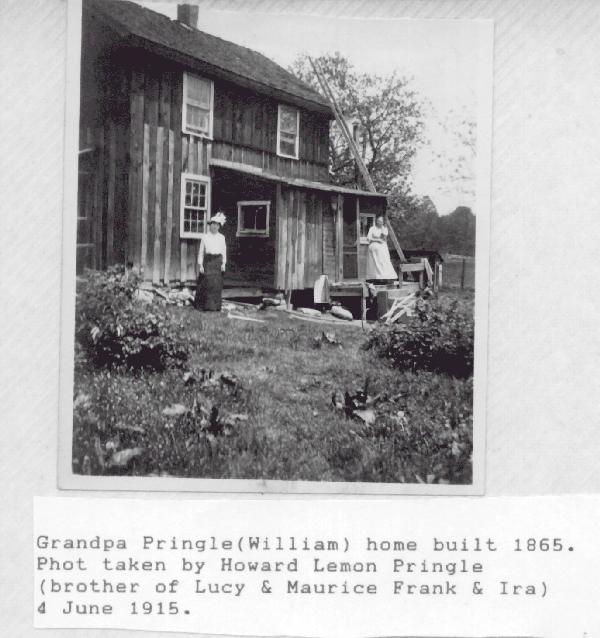 Grandpa Pringle(William) home built 1865.
Phot taken by Howard Lemon Pringle
(brother of Lucy & Maurice Frank & Ira)
4 June 1915.